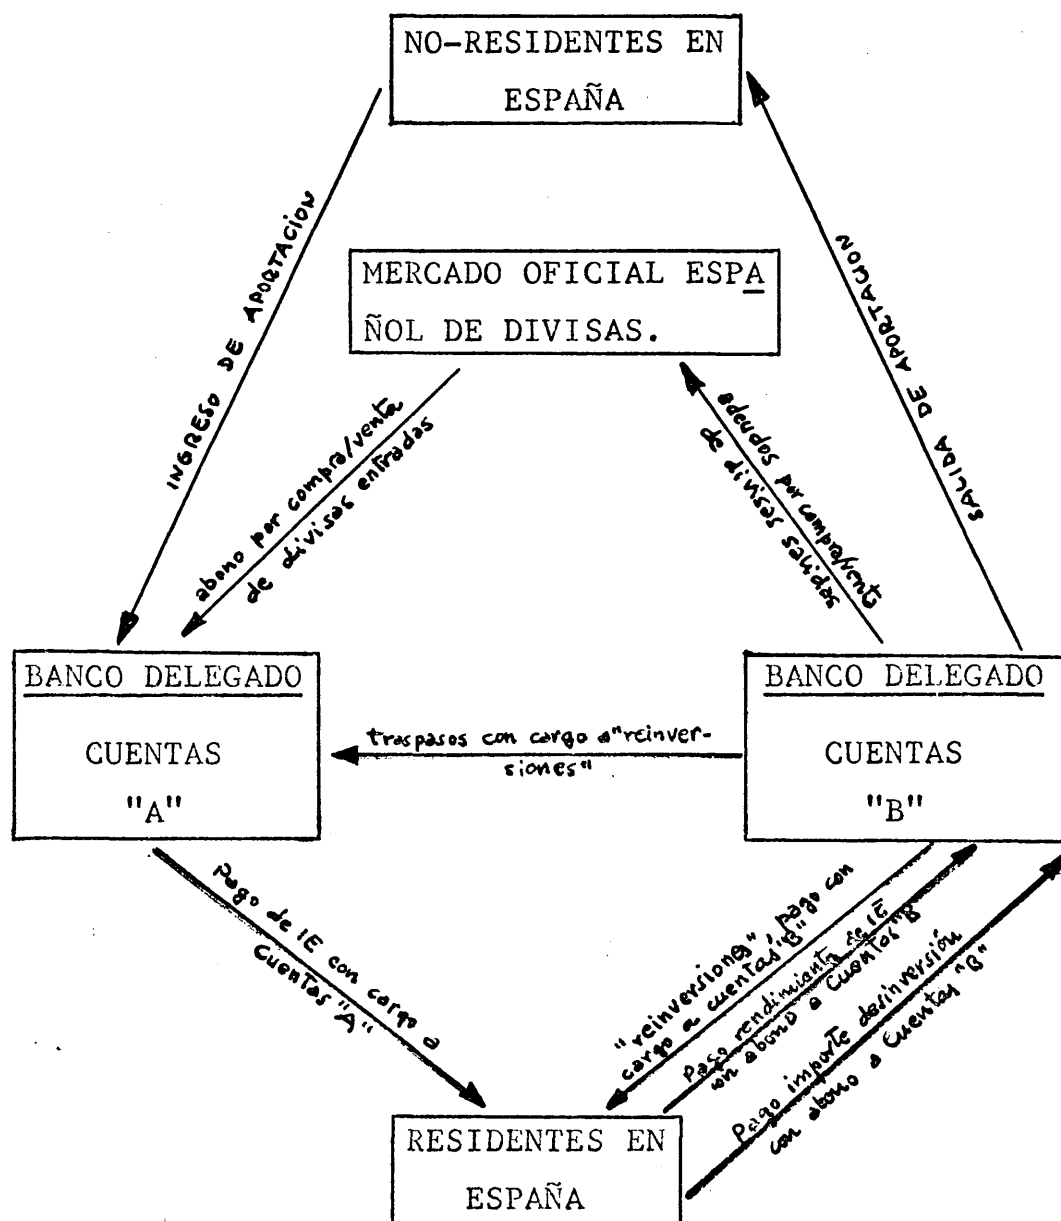 NO-RESIDENTES EN
ESPAÑA
INGRESO DE APORTACION
SALIDA DE APORTACION
MERCADO OFICIAL ESPA
ÑOL DE DIVISAS.
abono por compra/venta
de divisas entradas
adeudos por compra/venta
de divisas salidas
BANCO DELEGADO
CUENTAS
"A"
traspasos con cargo a "reinver-
siones"
BANCO DELEGADO
CUENTAS
"B"
pago de IE con cargo a
Cuentas "A"
"reinversiones", pago con
cargo a cuentas "B"
Pago rendimiento de IE
con abono a Cuentas "B"
Pago importe desinversión
con abono a Cuentas "B"
RESIDENTES EN
ESPAÑA